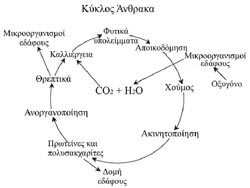 Κύκλος Άνθρακα
Μικροοργανισμοί
εδάφους
Φυτικά
υπολείμματα
Αποικοδόμηση
Καλλιέργεια
Μικροοργανισμοί
εδάφους
Θρεπτικά
CO₂ + H₂O
Χούμος
Οξυγόνο
Ανοργανοποίηση
Ακινητοποίηση
Πρωτεΐνες και
πολυσακχαρίτες
Δομή
εδάφους